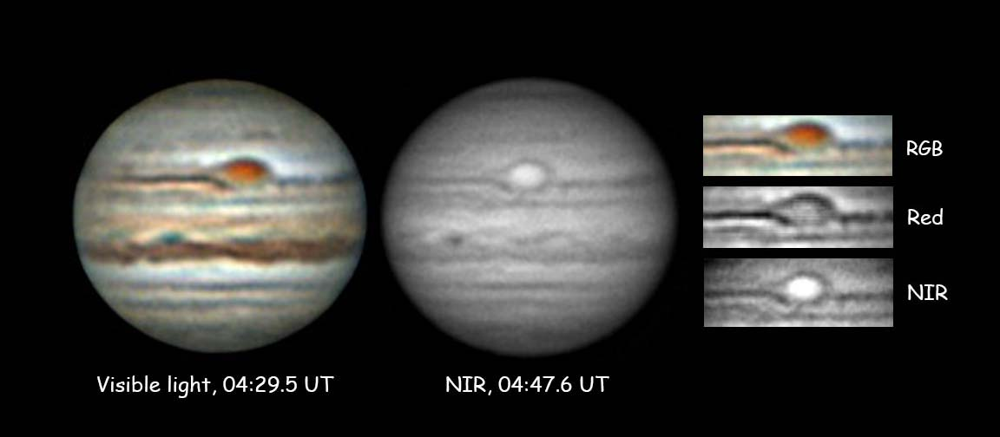 RGB
Red
NIR
Visible light, 04:29.5 UT
NIR, 04:47.6 UT